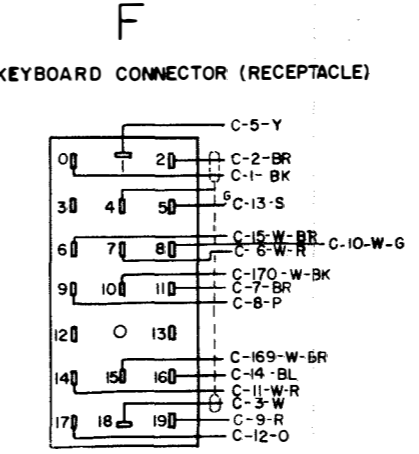 F
KEYBOARD CONNECTOR (RECEPTACLE)
C-5-Y
0 1 2 C-2-BR
C-1-BK
3 4 5 G C-13-S
C-15-W-BR
6 7 8 C-10-W-G
C-6-W-R
C-170-W-BK
9 10 11 C-7-BR
C-8-P
12 13
C-169-W-BR
14 15 16 C-14-BL
C-11-W-R
C-3-W
17 18 19 C-9-R
C-12-O